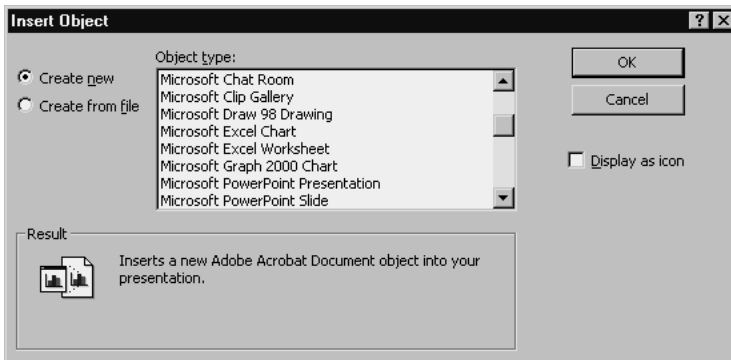 Insert Object
Object type:
Create new
Create from file
Microsoft Chat Room
Microsoft Clip Gallery
Microsoft Draw 98 Drawing
Microsoft Excel Chart
Microsoft Excel Worksheet
Microsoft Graph 2000 Chart
Microsoft PowerPoint Presentation
Microsoft PowerPoint Slide
OK
Cancel
Display as icon
Result
Inserts a new Adobe Acrobat Document object into your
presentation.